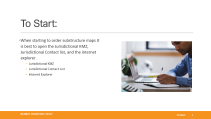 To Start:
When starting to order substructure maps it
is best to open the Jurisdictional KMZ,
Jurisdictional Contact list, and the Internet
explorer.
Jurisdictional KMZ
Jurisdictional Contact List
Internet Explorer